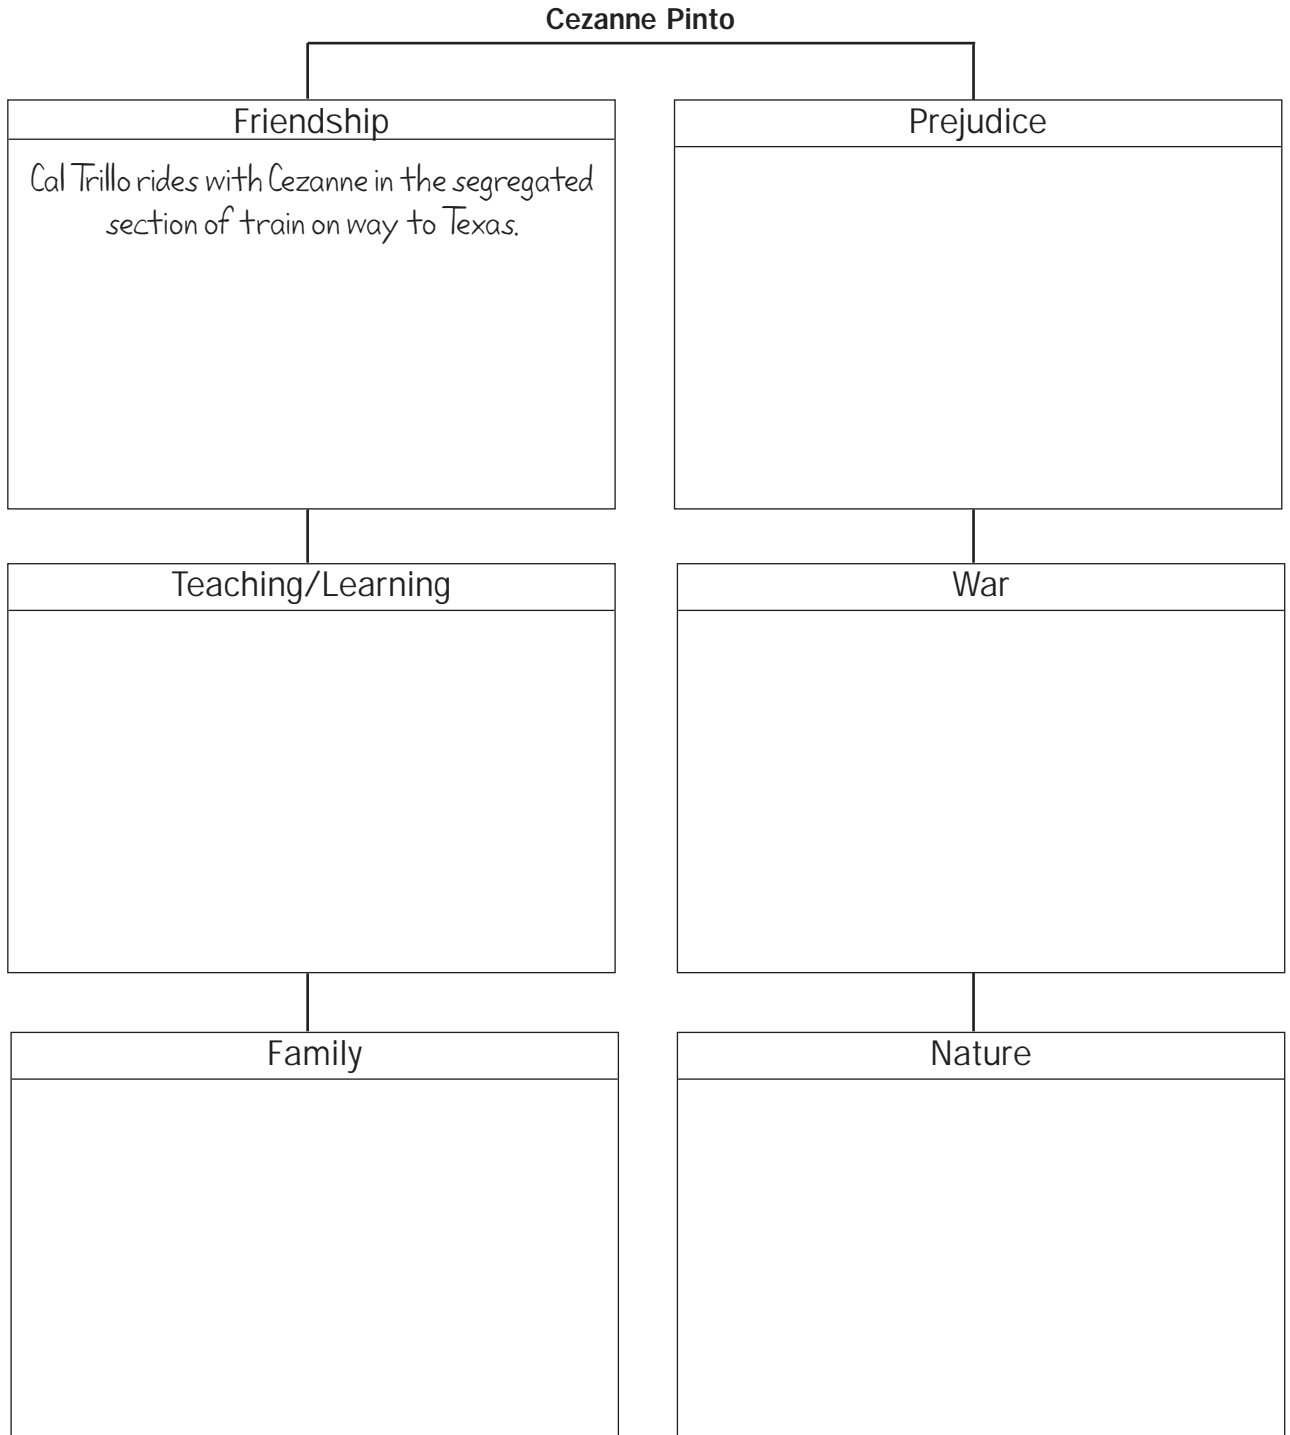 Cezanne Pinto
Friendship
Cal Trillo rides with Cezanne in the segregated
section of train on way to Texas.
Prejudice
Teaching/Learning
War
Family
Nature